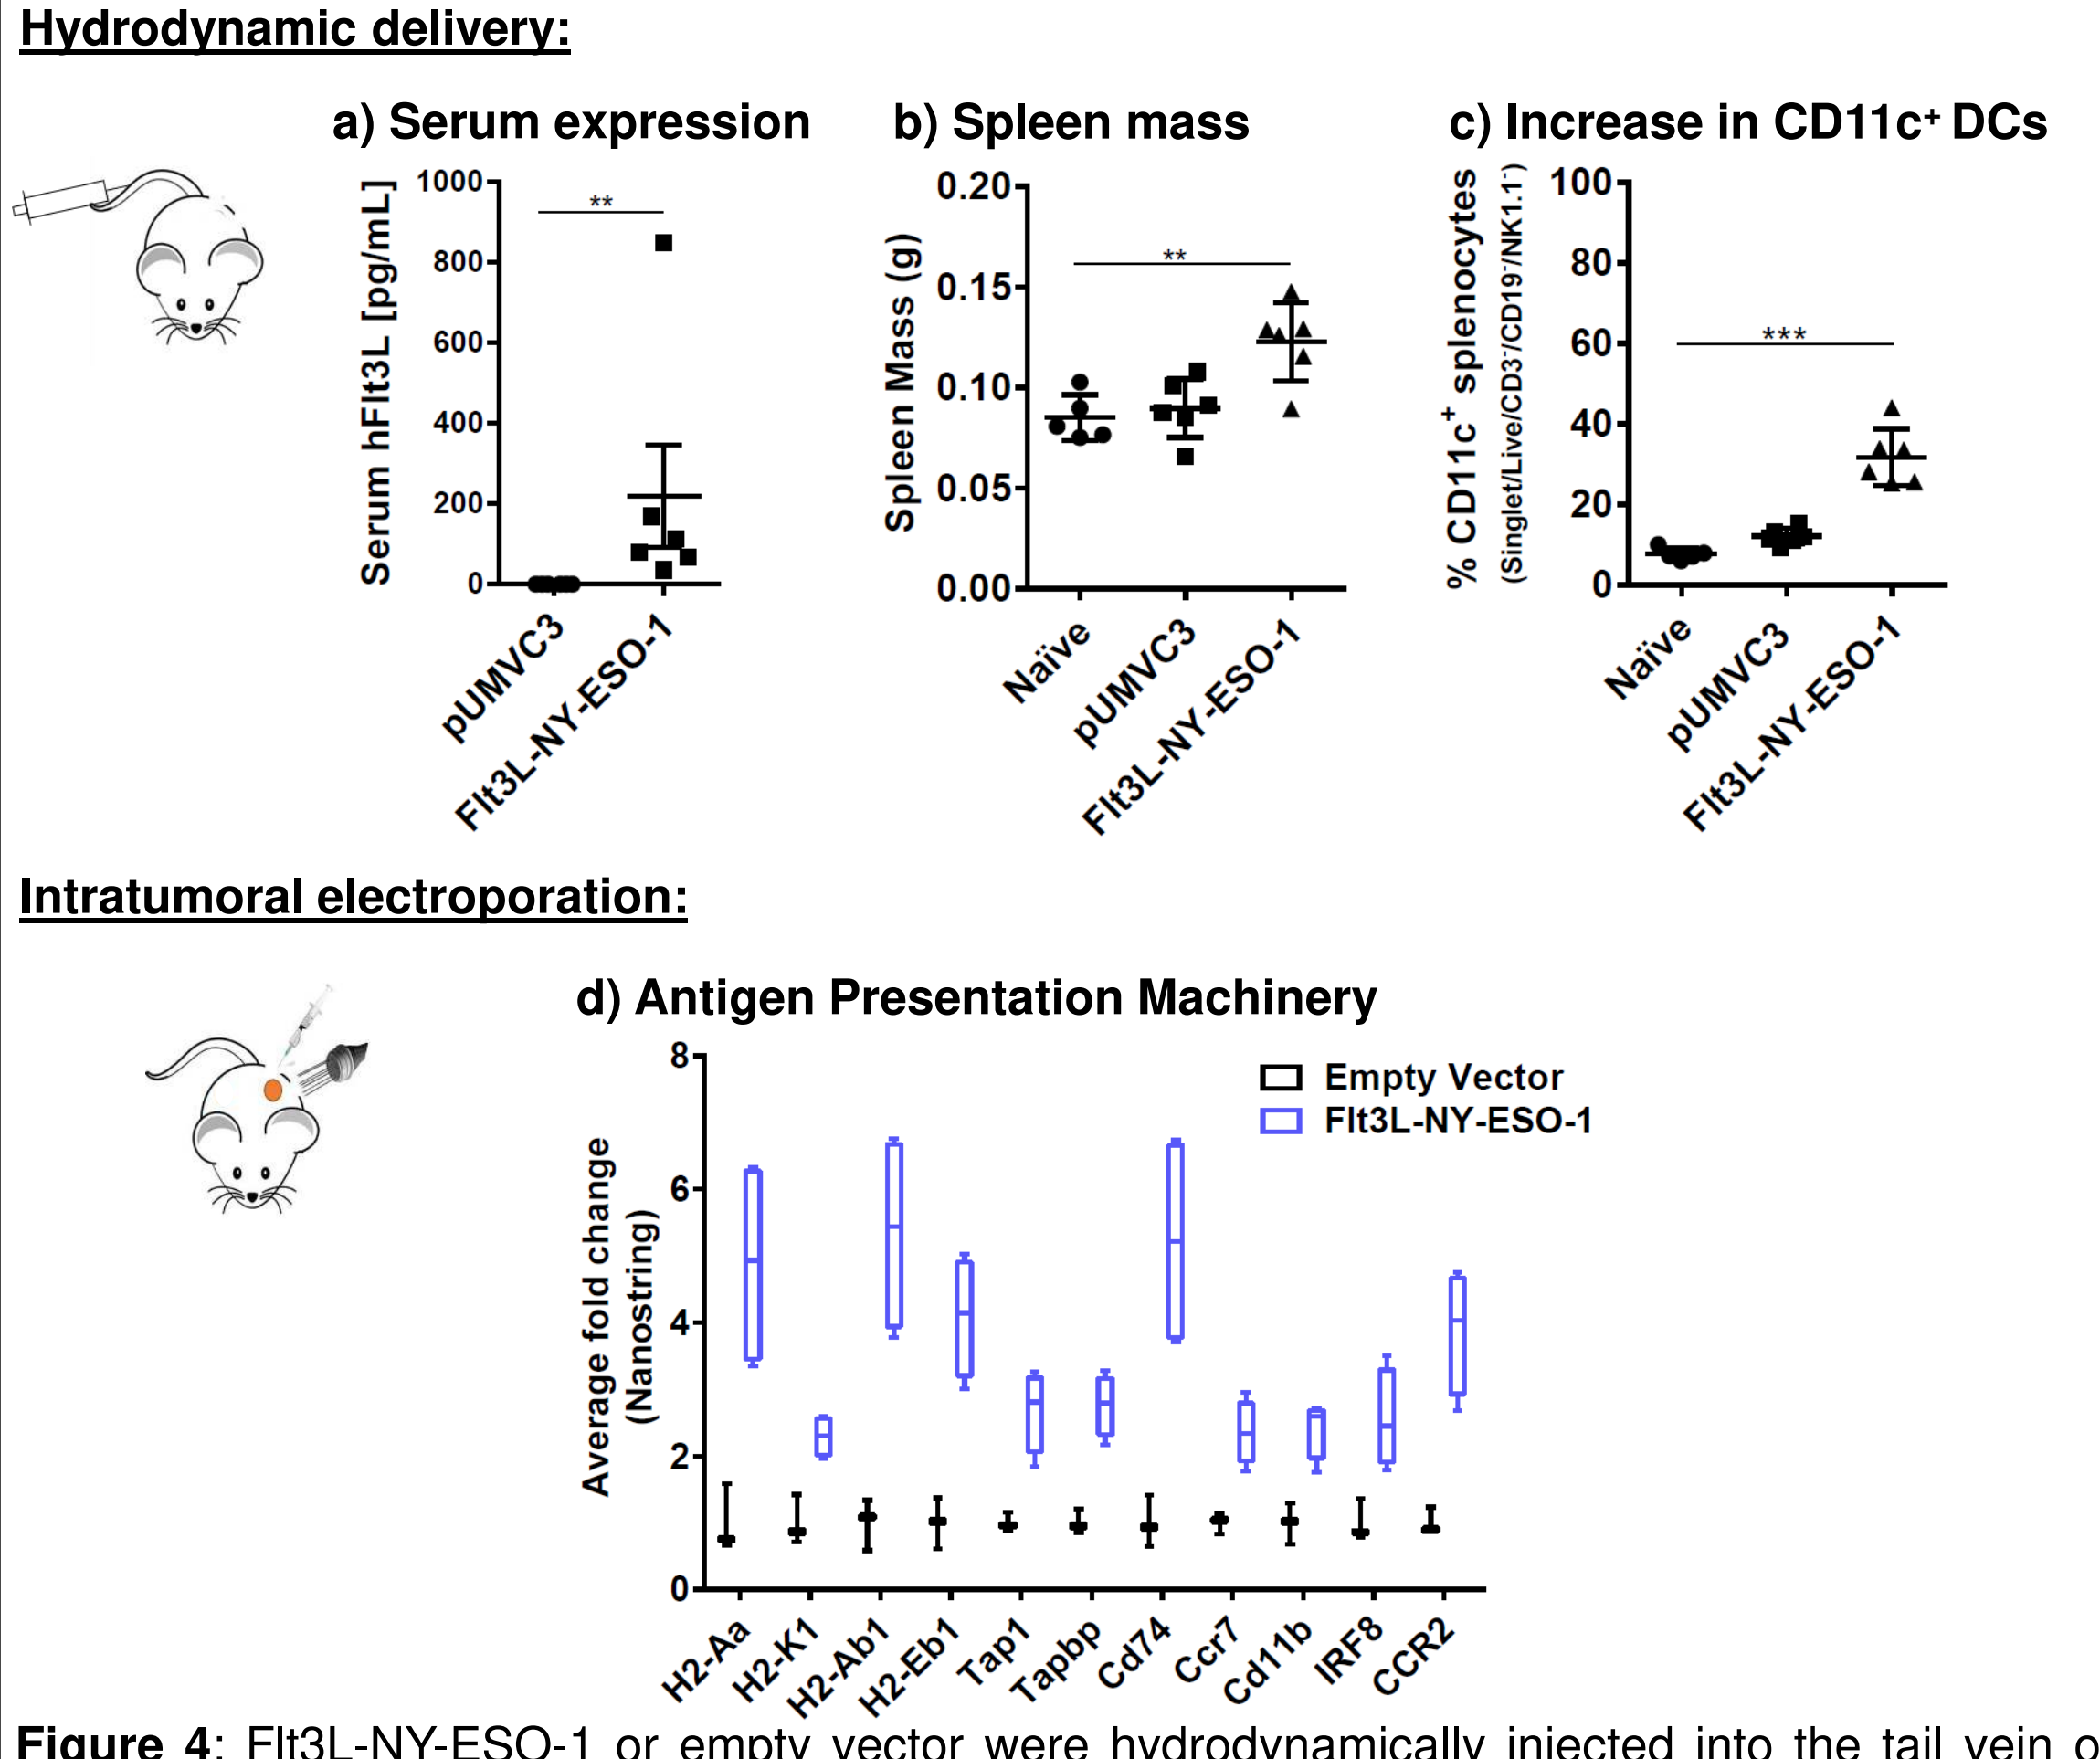 Hydrodynamic delivery:
a) Serum expression
b) Spleen mass
c) Increase in CD11c⁺ DCs
Serum hFlt3L [pg/mL]
1000
800
600
400
200
0
**
pUMVC3
Flt3L-NY-ESO-1
Spleen Mass (g)
0.20
0.15
0.10
0.05
0.00
**
Naïve
pUMVC3
Flt3L-NY-ESO-1
% CD11c⁺ splenocytes
(Singlet/Live/CD3⁻/CD19⁻/NK1.1⁻)
100
80
60
40
20
0
***
Naïve
pUMVC3
Flt3L-NY-ESO-1
Intratumoral electroporation:
d) Antigen Presentation Machinery
Average fold change
(Nanostring)
8
6
4
2
0
Empty Vector
Flt3L-NY-ESO-1
H2-Aa
H2-K1
H2-Ab1
H2-Eb1
Tap1
Tapbp
Cd74
Ccr7
Cd11b
IRF8
CCR2
Figure 4: Flt3L-NY-ESO-1 or empty vector were hydrodynamically injected into the tail vein o